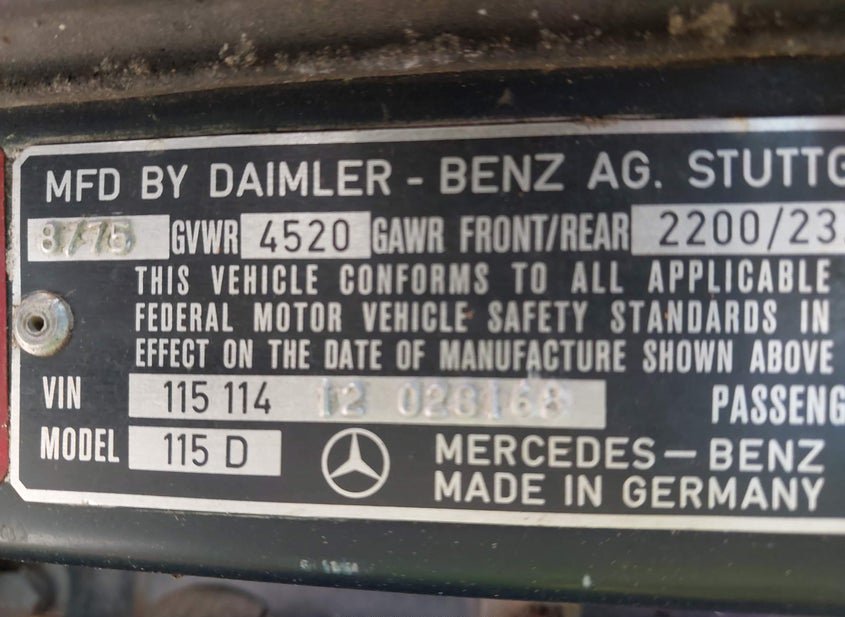 MFD BY DAIMLER - BENZ AG. STUTTG
8/75 GVWR 4520 GAWR FRONT/REAR 2200/23
THIS VEHICLE CONFORMS TO ALL APPLICABLE
FEDERAL MOTOR VEHICLE SAFETY STANDARDS IN
EFFECT ON THE DATE OF MANUFACTURE SHOWN ABOVE
VIN 115 114 12 028168 PASSENG
MODEL 115 D MERCEDES-BENZ
MADE IN GERMANY